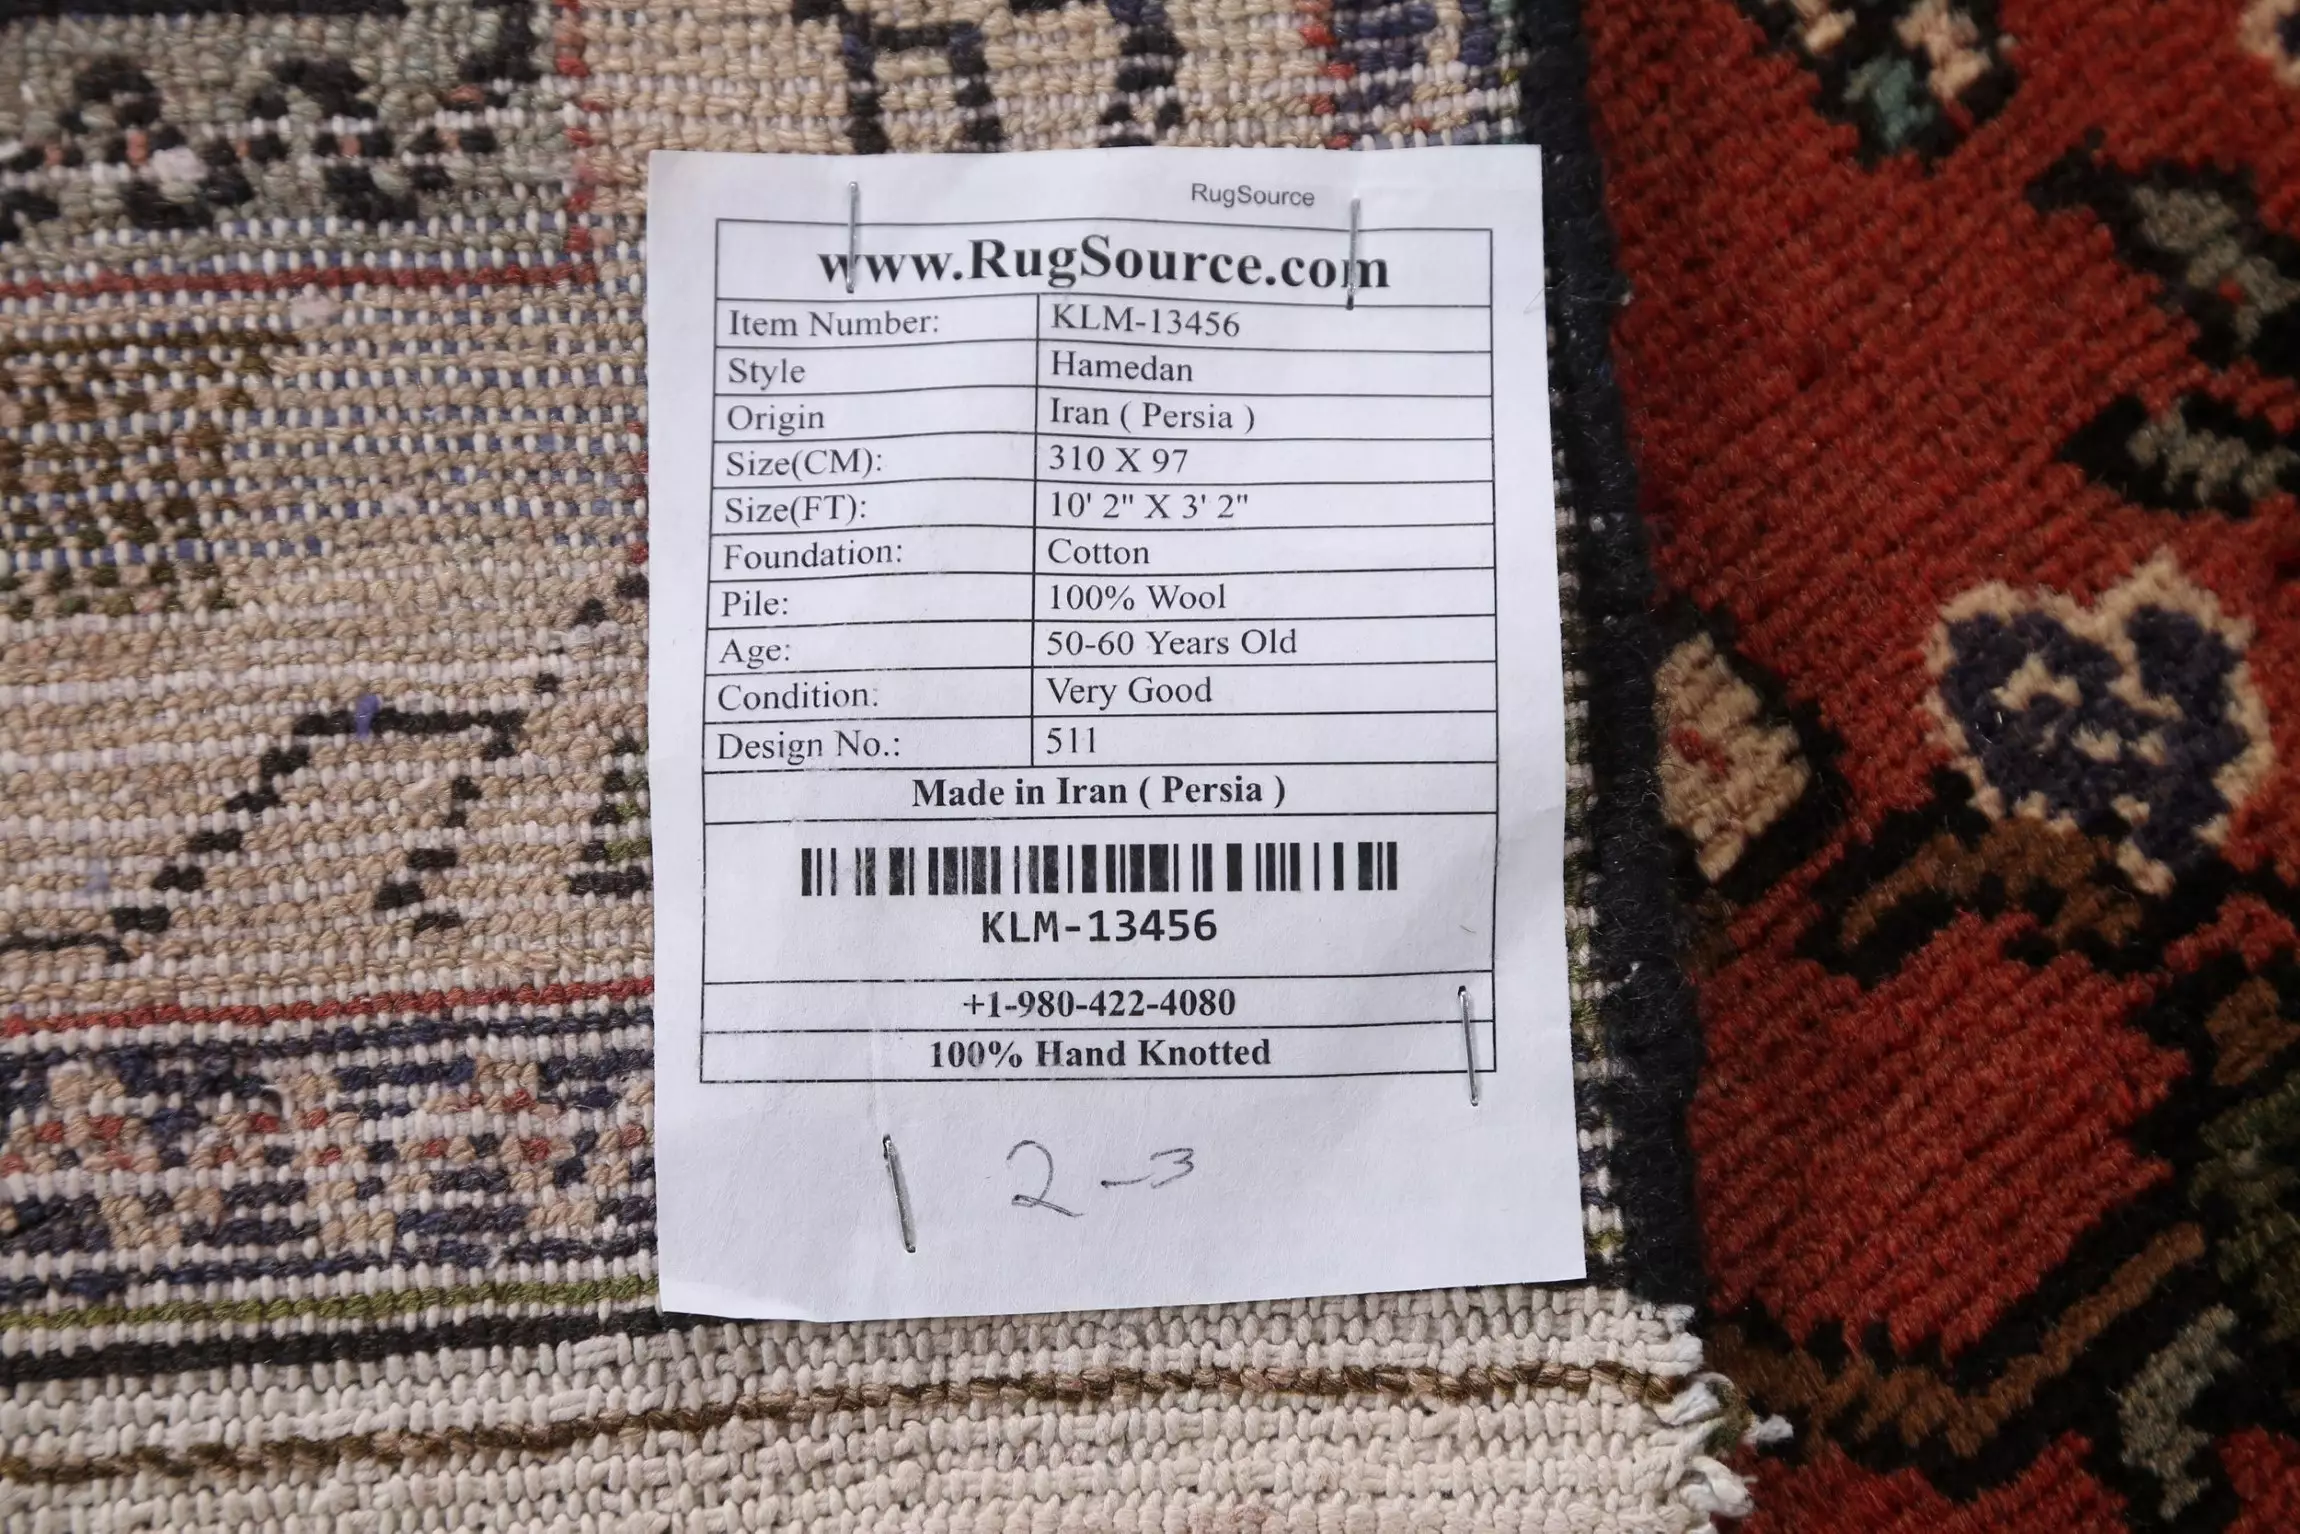 RugSource
www.RugSource.com
Item Number: KLM-13456
Style Hamedan
Origin Iran ( Persia )
Size(CM): 310 X 97
Size(FT): 10' 2" X 3' 2"
Foundation: Cotton
Pile: 100% Wool
Age: 50-60 Years Old
Condition: Very Good
Design No.: 511
Made in Iran ( Persia )
KLM-13456
+1-980-422-4080
100% Hand Knotted
2-3